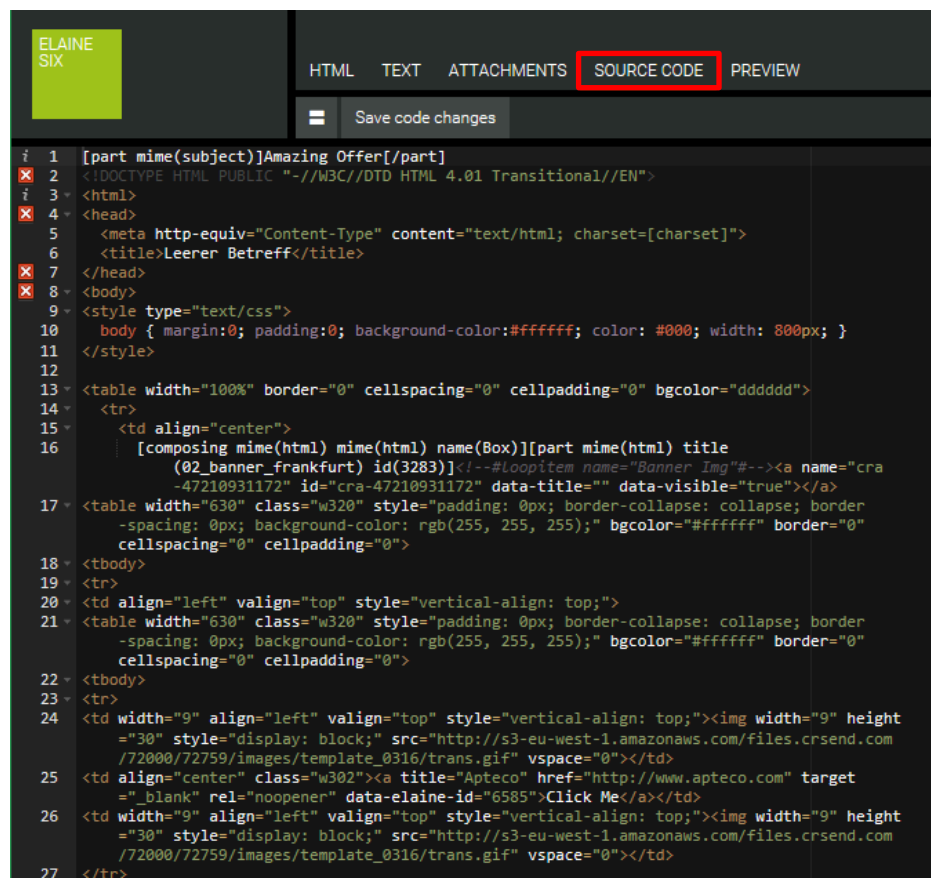 ELAINE
SIX
HTML TEXT ATTACHMENTS SOURCE CODE PREVIEW
Save code changes
i 1 [part mime(subject)]Amazing Offer[/part]
2 <!DOCTYPE HTML PUBLIC "-//W3C//DTD HTML 4.01 Transitional//EN">
i 3 <html>
4 <head>
5 <meta http-equiv="Content-Type" content="text/html; charset=[charset]">
6 <title>Leerer Betreff</title>
7 </head>
8 <body>
9 <style type="text/css">
10 body { margin:0; padding:0; background-color:#ffffff; color: #000; width: 800px; }
11 </style>
12
13 <table width="100%" border="0" cellspacing="0" cellpadding="0" bgcolor="dddddd">
14 <tr>
15 <td align="center">
16 [composing mime(html) mime(html) name(Box)][part mime(html) title
(02_banner_frankfurt) id(3283)]<!--#loopitem name="Banner Img"#--><a name="cra
-47210931172" id="cra-47210931172" data-title="" data-visible="true"></a>
17 <table width="630" class="w320" style="padding: 0px; border-collapse: collapse; border
-spacing: 0px; background-color: rgb(255, 255, 255);" bgcolor="#ffffff" border="0"
cellspacing="0" cellpadding="0">
18 <tbody>
19 <tr>
20 <td align="left" valign="top" style="vertical-align: top;">
21 <table width="630" class="w320" style="padding: 0px; border-collapse: collapse; border
-spacing: 0px; background-color: rgb(255, 255, 255);" bgcolor="#ffffff" border="0"
cellspacing="0" cellpadding="0">
22 <tbody>
23 <tr>
24 <td width="9" align="left" valign="top" style="vertical-align: top;"><img width="9" height
="30" style="display: block;" src="http://s3-eu-west-1.amazonaws.com/files.crsend.com
/72000/72759/images/template_0316/trans.gif" vspace="0"></td>
25 <td align="center" class="w302"><a title="Apteco" href="http://www.apteco.com" target
="_blank" rel="noopener" data-elaine-id="6585">Click Me</a></td>
26 <td width="9" align="left" valign="top" style="vertical-align: top;"><img width="9" height
="30" style="display: block;" src="http://s3-eu-west-1.amazonaws.com/files.crsend.com
/72000/72759/images/template_0316/trans.gif" vspace="0"></td>
27 </tr>